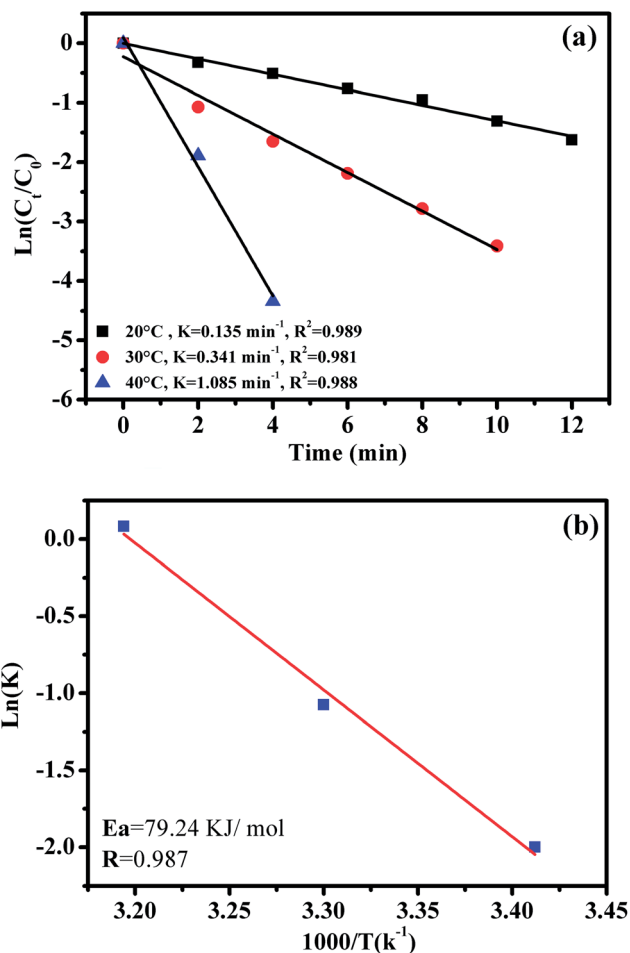 (a)
0
-1
-2
-3
-4
-5
-6
Ln(Cₜ/C₀)
20°C , K=0.135 min⁻¹, R²=0.989
30°C, K=0.341 min⁻¹, R²=0.981
40°C, K=1.085 min⁻¹, R²=0.988
0 2 4 6 8 10 12
Time (min)
(b)
0.0
-0.5
-1.0
-1.5
-2.0
Ln(K)
Ea=79.24 KJ/ mol
R=0.987
3.20 3.25 3.30 3.35 3.40 3.45
1000/T(k⁻¹)